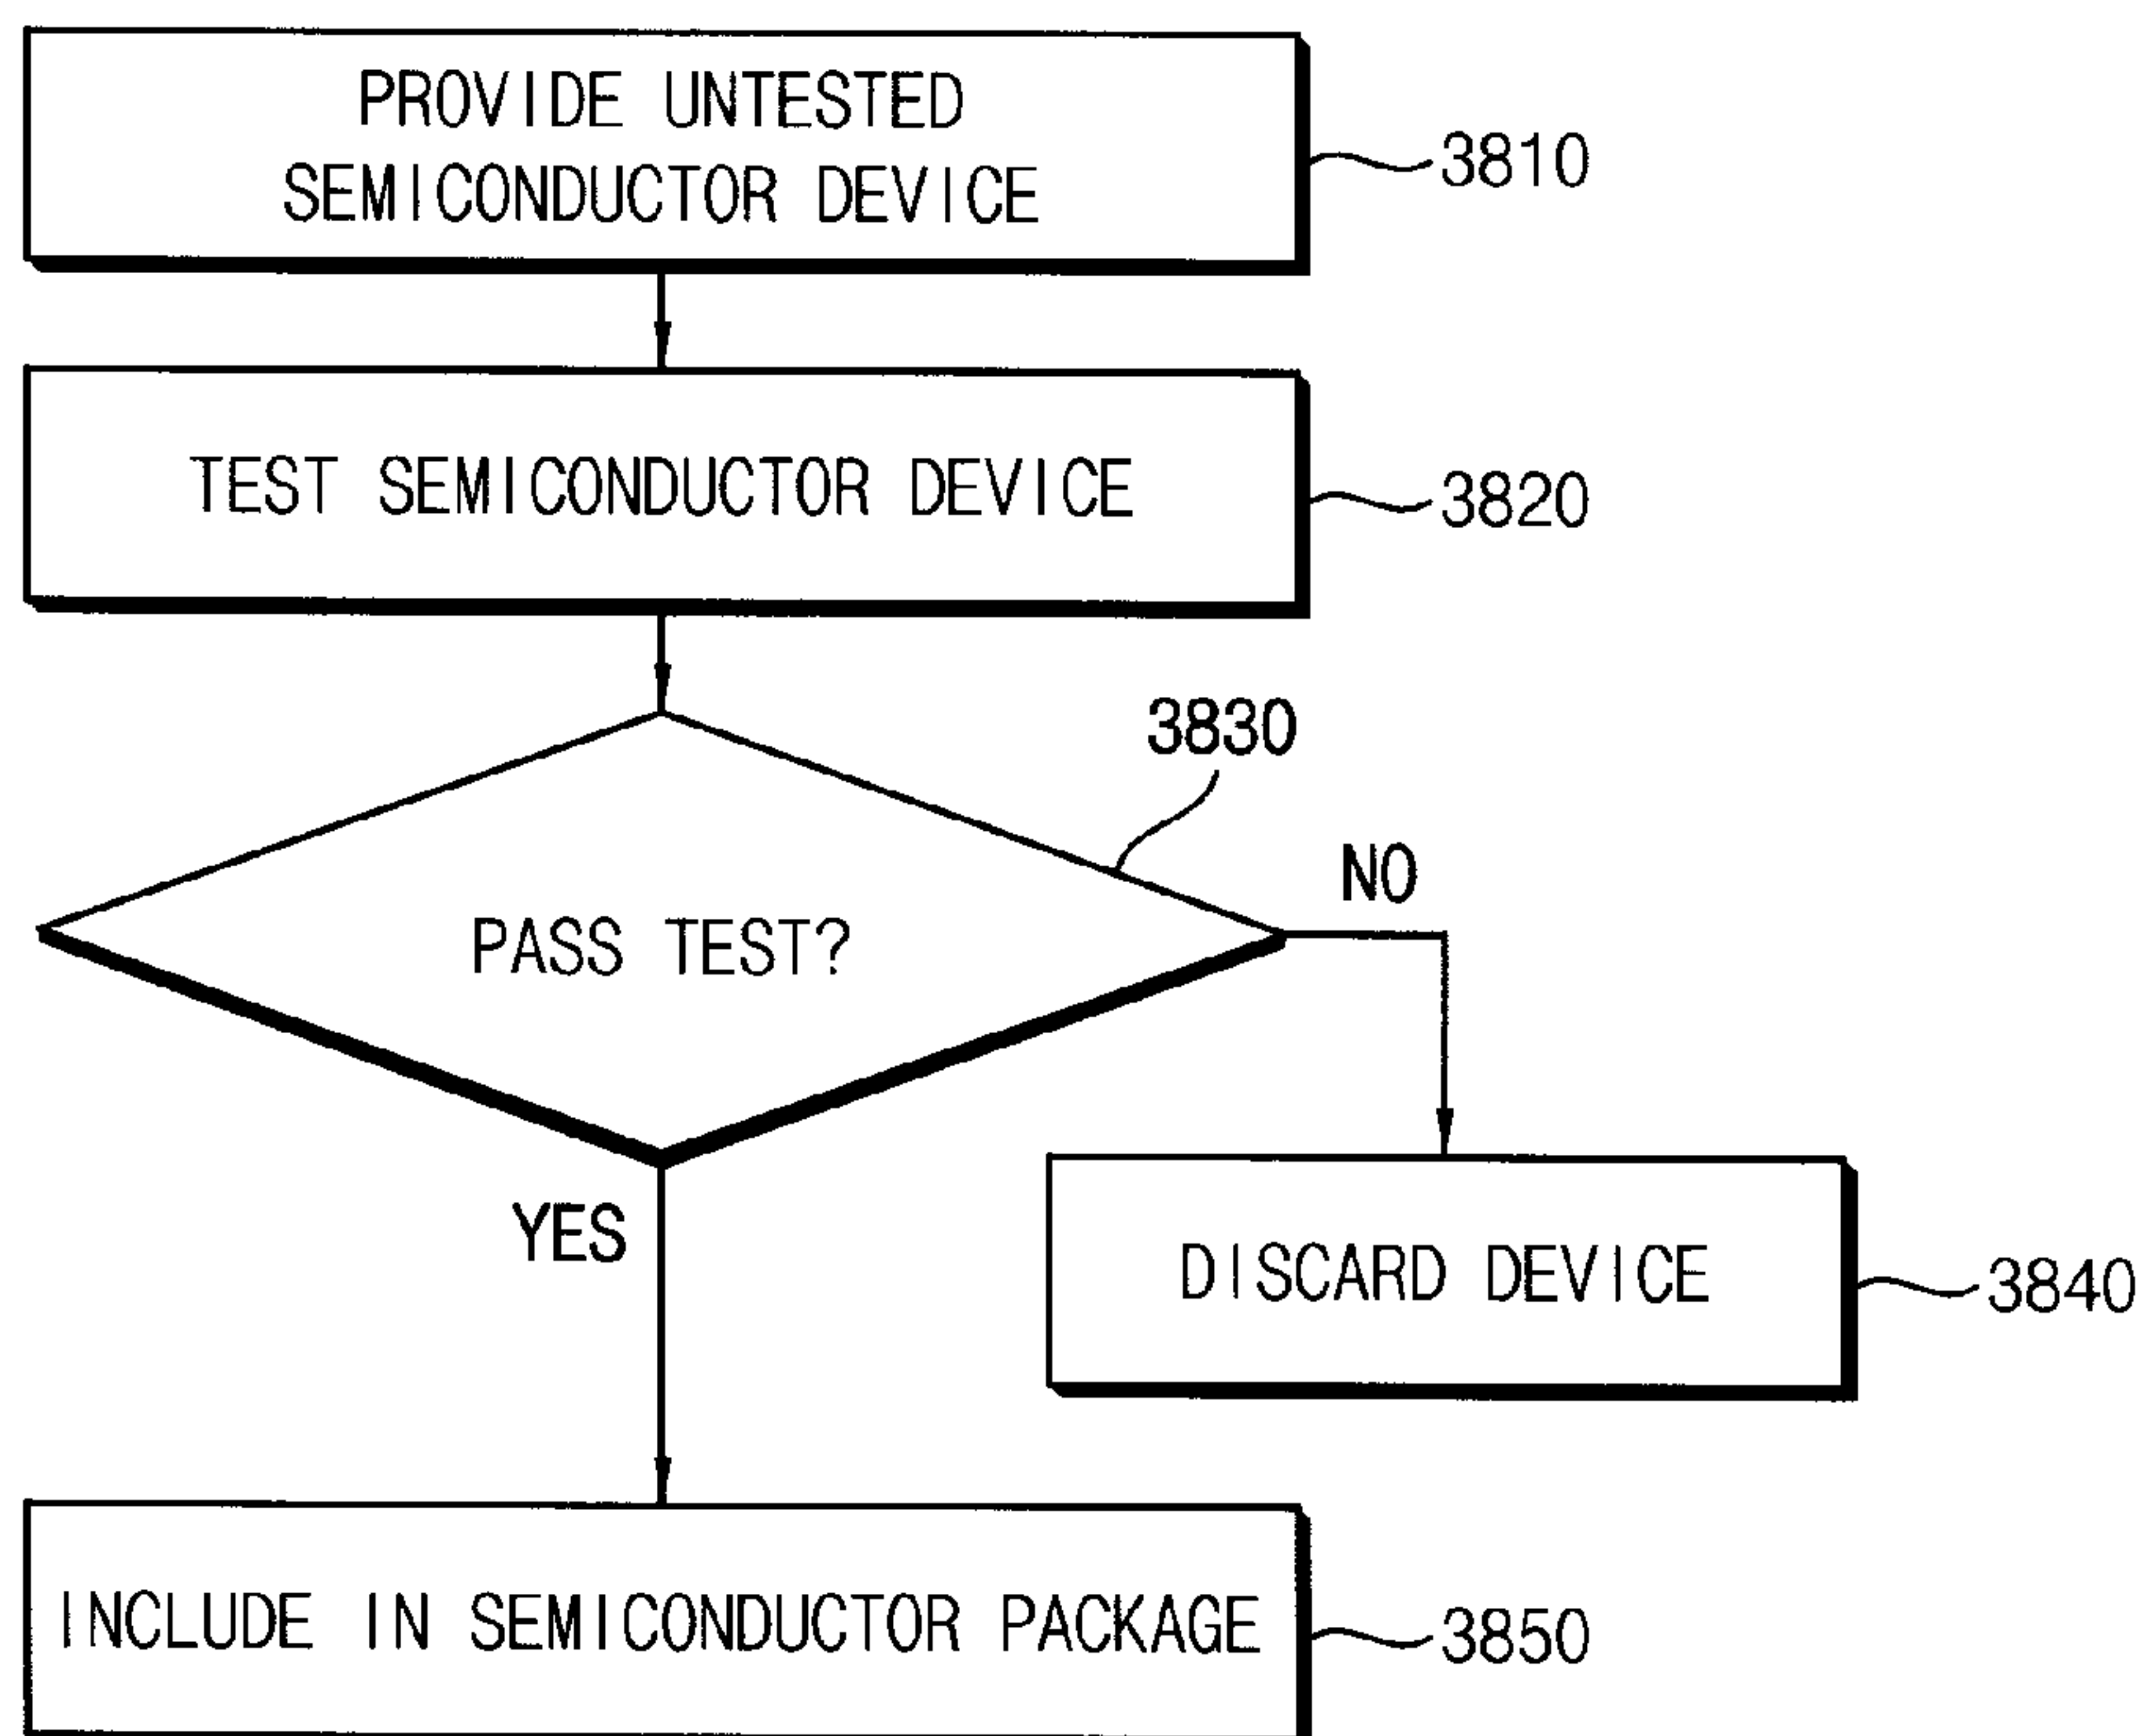 PROVIDE UNTESTED
SEMICONDUCTOR DEVICE
3810
TEST SEMICONDUCTOR DEVICE
3820
3830
NO
PASS TEST?
YES
DISCARD DEVICE
3840
INCLUDE IN SEMICONDUCTOR PACKAGE
3850